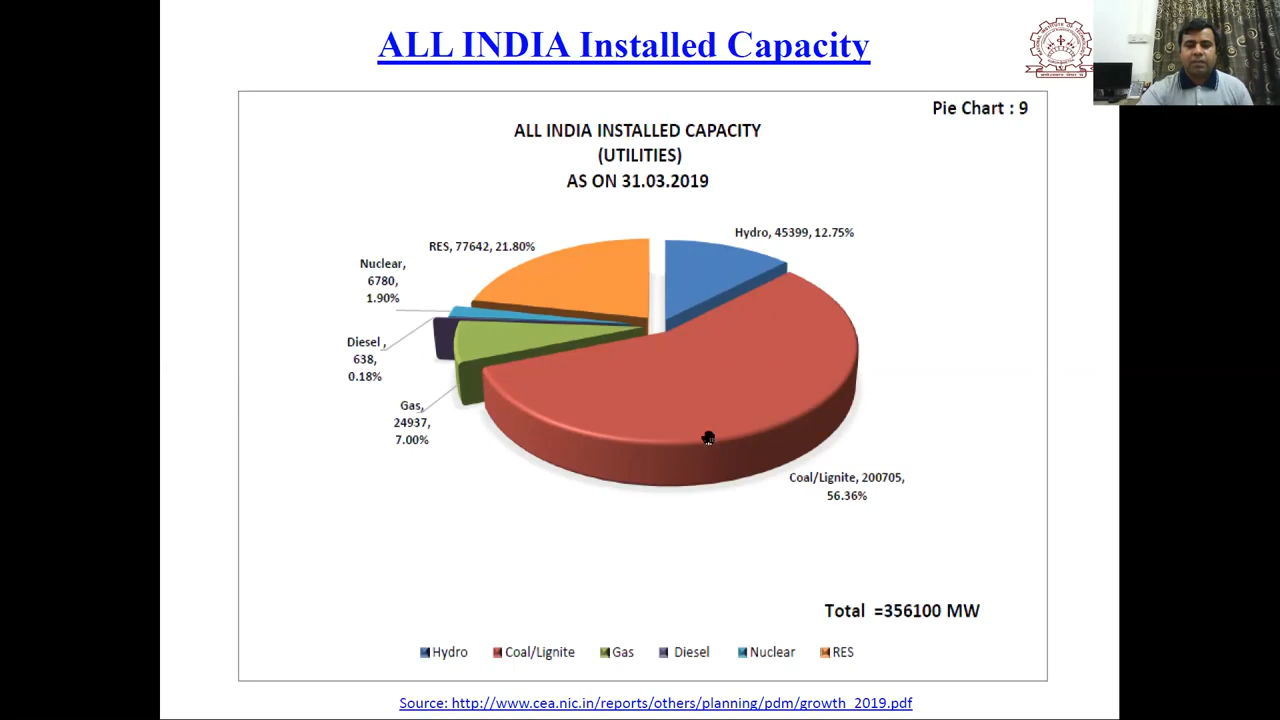 ALL INDIA Installed Capacity
Pie Chart : 9
ALL INDIA INSTALLED CAPACITY
(UTILITIES)
AS ON 31.03.2019
Hydro, 45399, 12.75%
RES, 77642, 21.80%
Nuclear,
6780,
1.90%
Diesel ,
638,
0.18%
Gas,
24937,
7.00%
Coal/Lignite, 200705,
56.36%
Total =356100 MW
Hydro
Coal/Lignite
Gas
Diesel
Nuclear
RES
Source: http://www.cea.nic.in/reports/others/planning/pdm/growth_2019.pdf